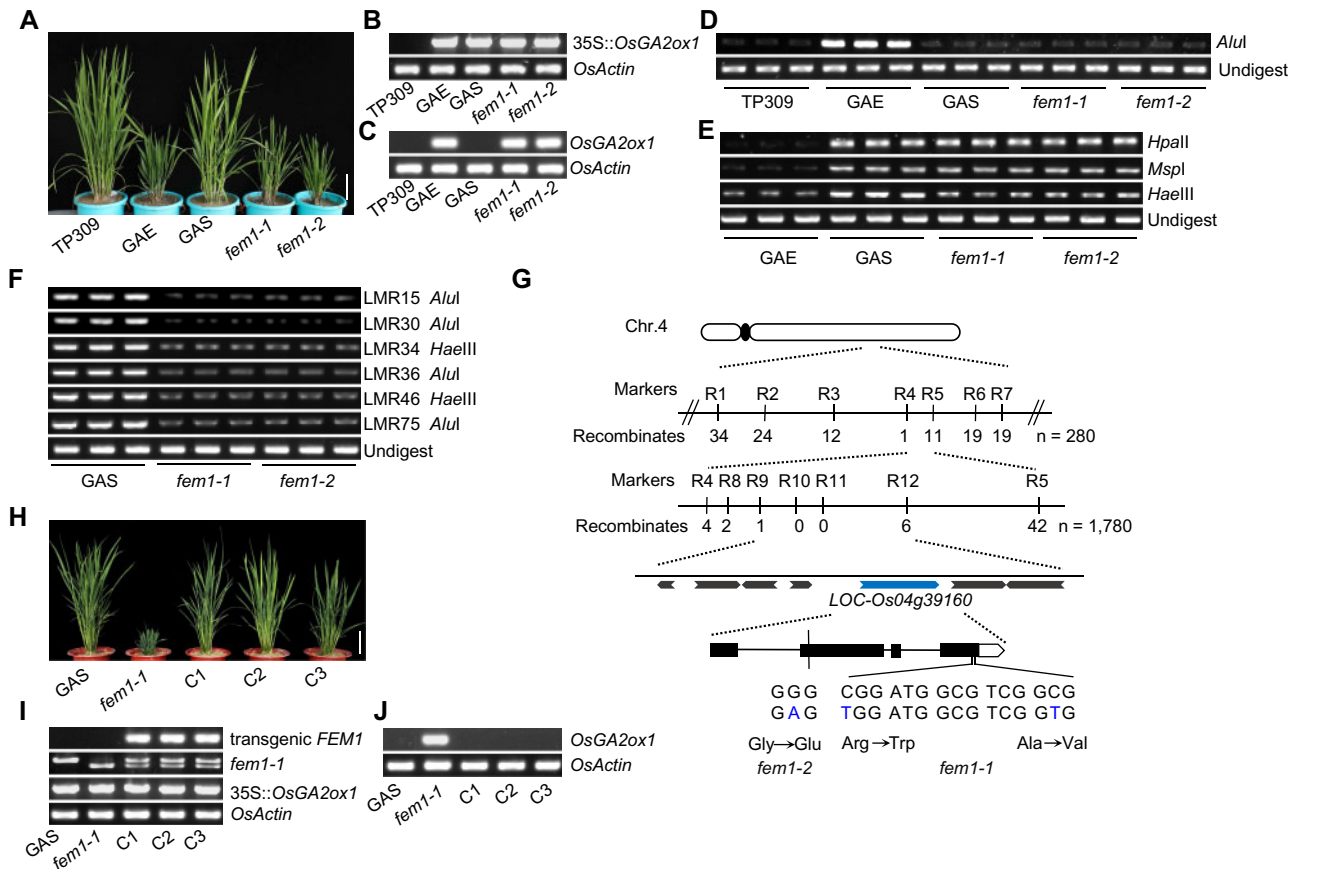 A
TP309
GAE
GAS
fem1-1
fem1-2
B
35S::OsGA2ox1
OsActin
TP309
GAE
GAS
fem1-1
fem1-2
C
OsGA2ox1
OsActin
TP309
GAE
GAS
fem1-1
fem1-2
D
AluI
Undigest
TP309 GAE GAS fem1-1 fem1-2
E
HpaII
MspI
HaeIII
Undigest
GAE GAS fem1-1 fem1-2
F
LMR15 AluI
LMR30 AluI
LMR34 HaeIII
LMR36 AluI
LMR46 HaeIII
LMR75 AluI
Undigest
GAS fem1-1 fem1-2
G
Chr.4
Markers R1 R2 R3 R4 R5 R6 R7
Recombinates 34 24 12 1 11 19 19 n = 280
Markers R4 R8 R9 R10 R11 R12 R5
Recombinates 4 2 1 0 0 6 42 n = 1,780
LOC-Os04g39160
GGG CGG ATG GCG TCG GCG
GAG TGG ATG GCG TCG GTG
Gly→Glu Arg→Trp Ala→Val
fem1-2 fem1-1
H
GAS
fem1-1
C1
C2
C3
I
transgenic FEM1
fem1-1
35S::OsGA2ox1
OsActin
GAS
fem1-1
C1
C2
C3
J
OsGA2ox1
OsActin
GAS
fem1-1
C1
C2
C3